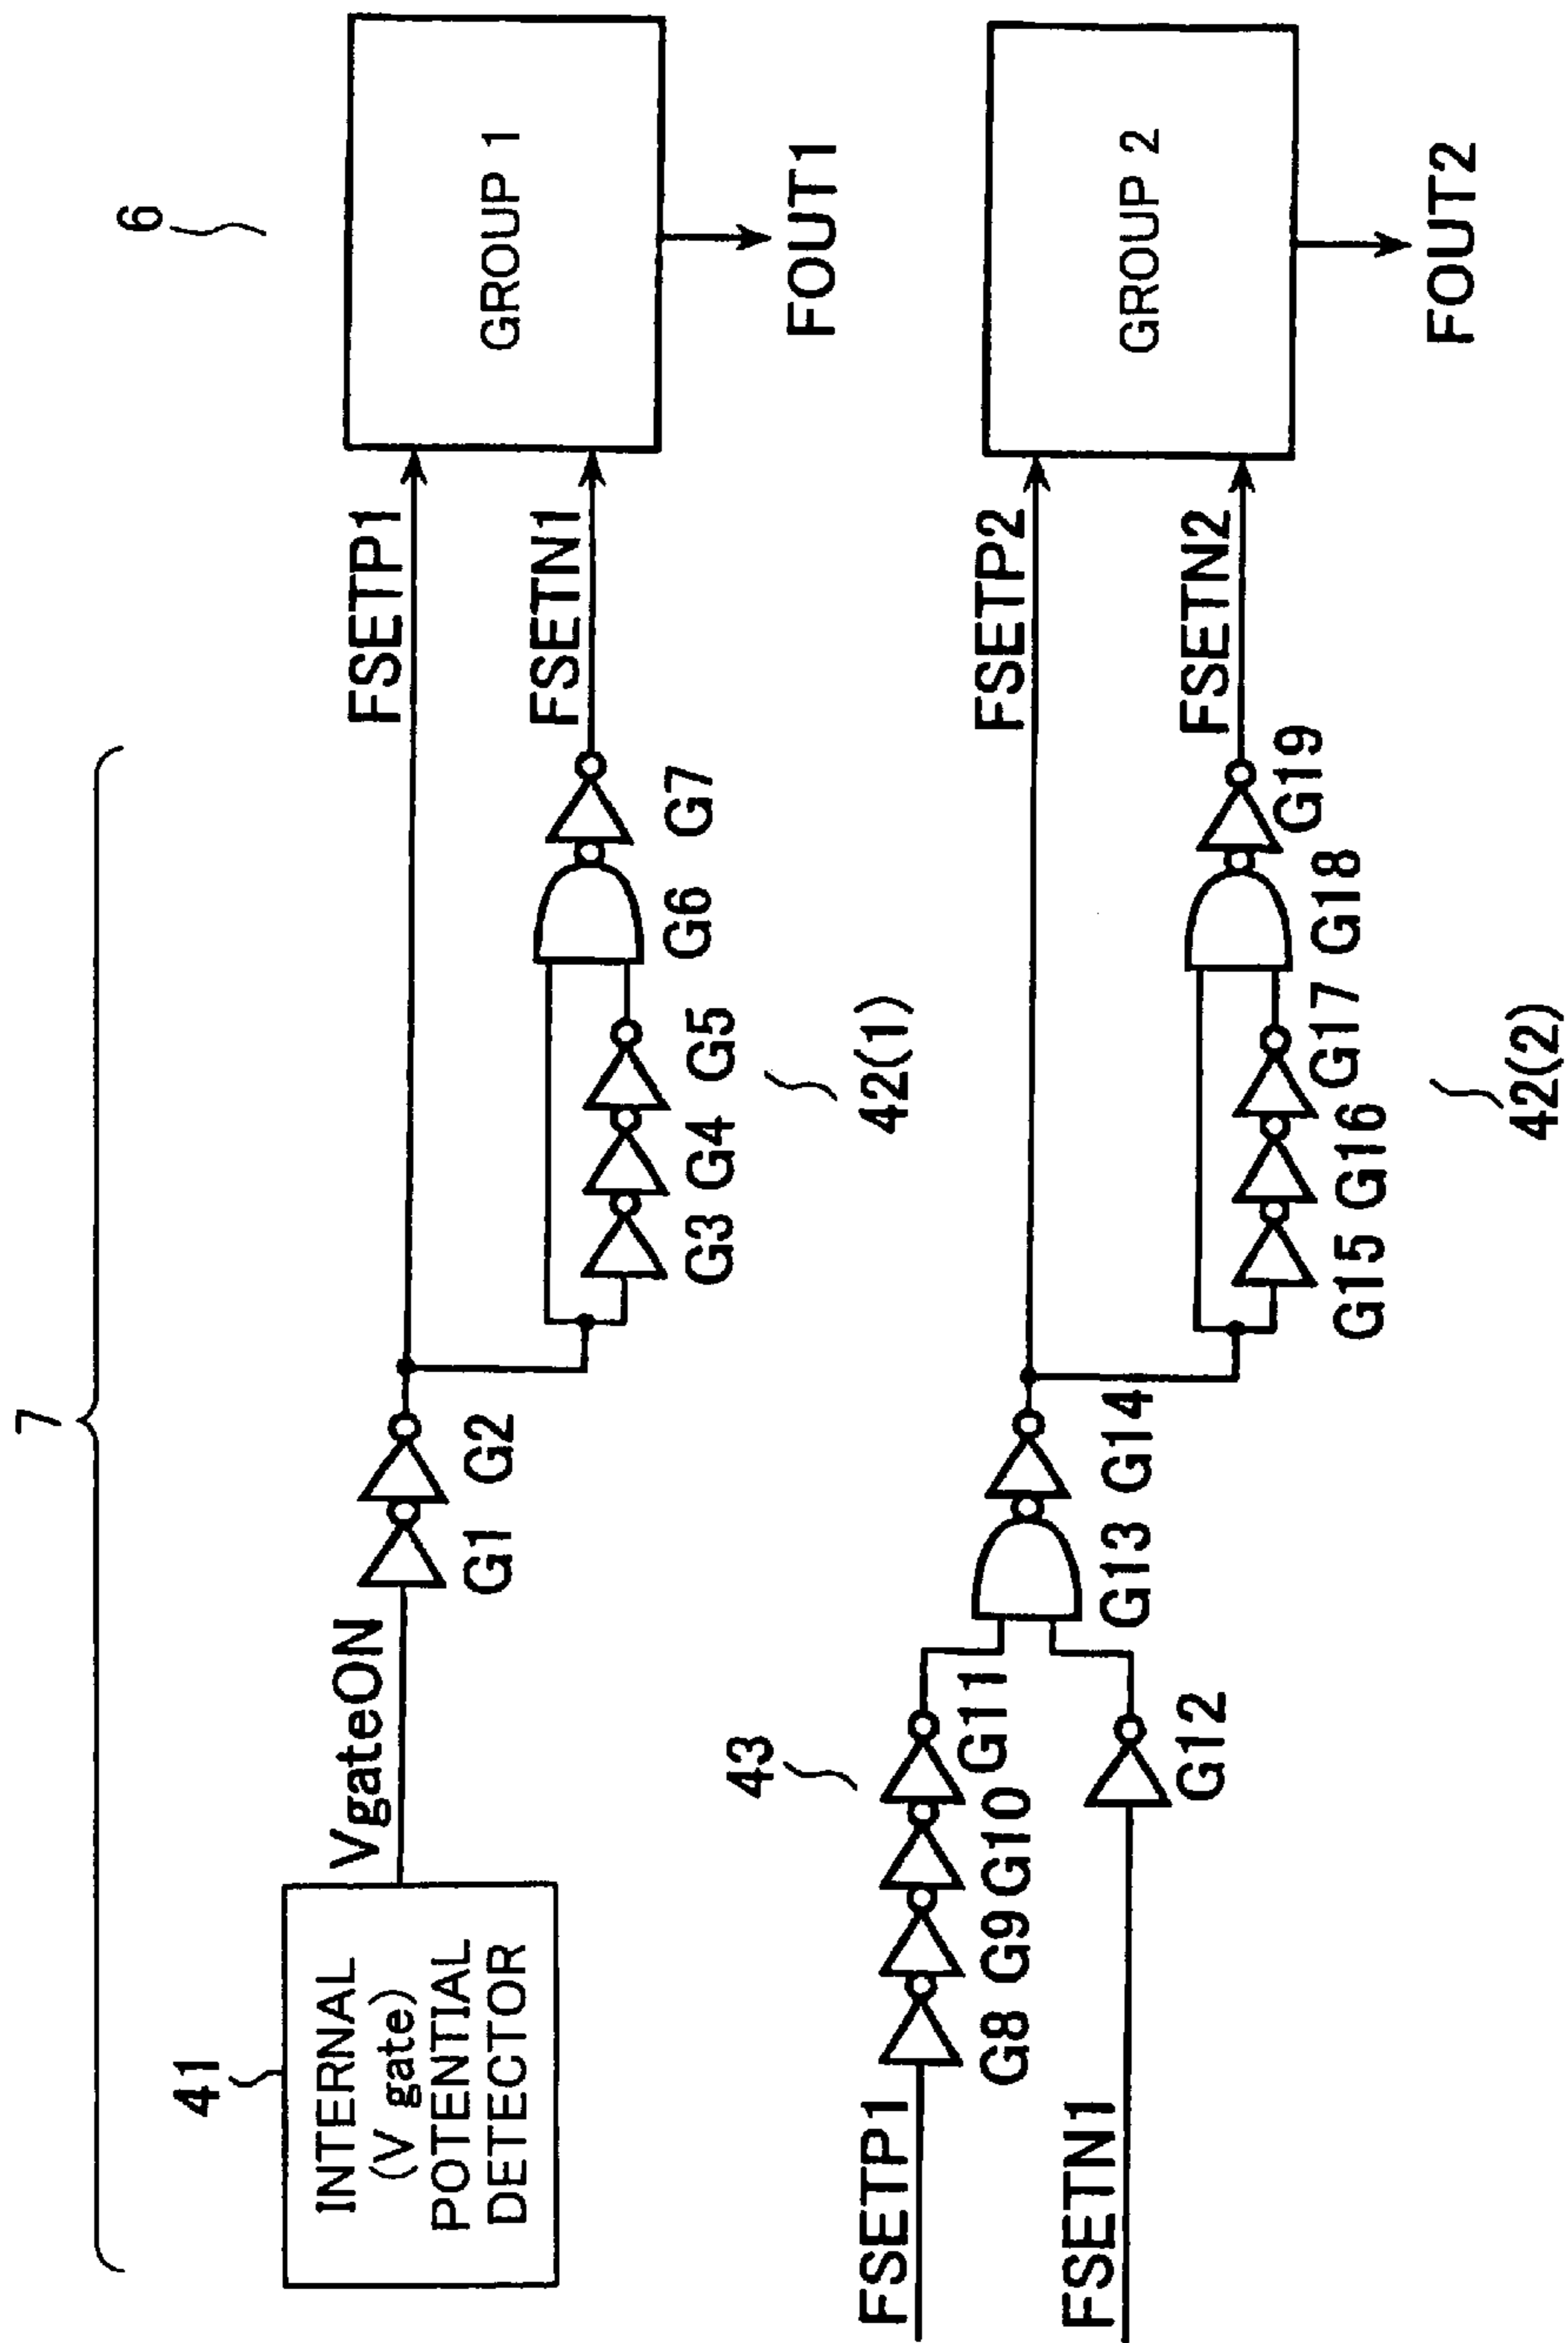 7
6
41
INTERNAL
(V gate)
POTENTIAL
DETECTOR
VgateON
G1 G2
FSETP1
FSETN1
G3 G4 G5
G6 G7
42(1)
GROUP 1
FOUT1
43
FSETP1
G8 G9 G10 G11
FSETN1
G12
G13 G14
FSETP2
FSETN2
G15 G16 G17 G18 G19
42(2)
GROUP 2
FOUT2